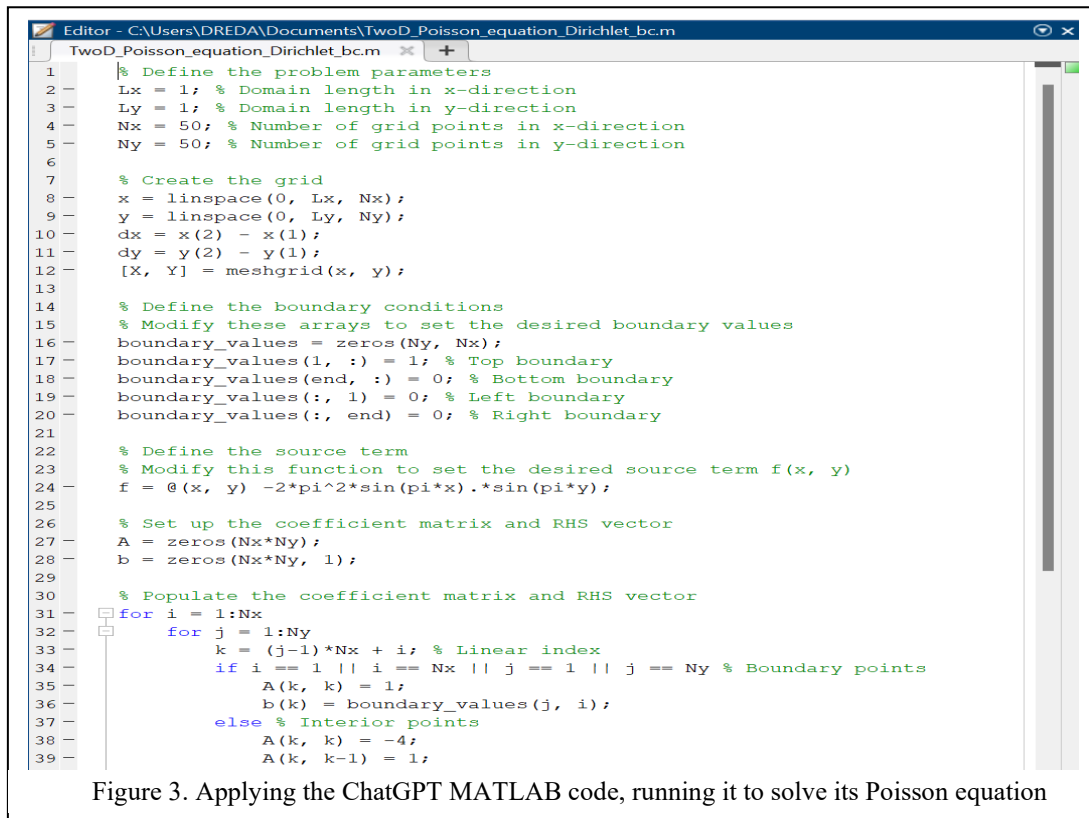 Editor - C:\Users\DREDA\Documents\TwoD_Poisson_equation_Dirichlet_bc.m
TwoD_Poisson_equation_Dirichlet_bc.m
1 % Define the problem parameters
2 - Lx = 1; % Domain length in x-direction
3 - Ly = 1; % Domain length in y-direction
4 - Nx = 50; % Number of grid points in x-direction
5 - Ny = 50; % Number of grid points in y-direction
6
7 % Create the grid
8 - x = linspace(0, Lx, Nx);
9 - y = linspace(0, Ly, Ny);
10 - dx = x(2) - x(1);
11 - dy = y(2) - y(1);
12 - [X, Y] = meshgrid(x, y);
13
14 % Define the boundary conditions
15 % Modify these arrays to set the desired boundary values
16 - boundary_values = zeros(Ny, Nx);
17 - boundary_values(1, :) = 1; % Top boundary
18 - boundary_values(end, :) = 0; % Bottom boundary
19 - boundary_values(:, 1) = 0; % Left boundary
20 - boundary_values(:, end) = 0; % Right boundary
21
22 % Define the source term
23 % Modify this function to set the desired source term f(x, y)
24 - f = @(x, y) -2*pi^2*sin(pi*x).*sin(pi*y);
25
26 % Set up the coefficient matrix and RHS vector
27 - A = zeros(Nx*Ny);
28 - b = zeros(Nx*Ny, 1);
29
30 % Populate the coefficient matrix and RHS vector
31 - for i = 1:Nx
32 - for j = 1:Ny
33 - k = (j-1)*Nx + i; % Linear index
34 - if i == 1 || i == Nx || j == 1 || j == Ny % Boundary points
35 - A(k, k) = 1;
36 - b(k) = boundary_values(j, i);
37 - else % Interior points
38 - A(k, k) = -4;
39 - A(k, k-1) = 1;
Figure 3. Applying the ChatGPT MATLAB code, running it to solve its Poisson equation